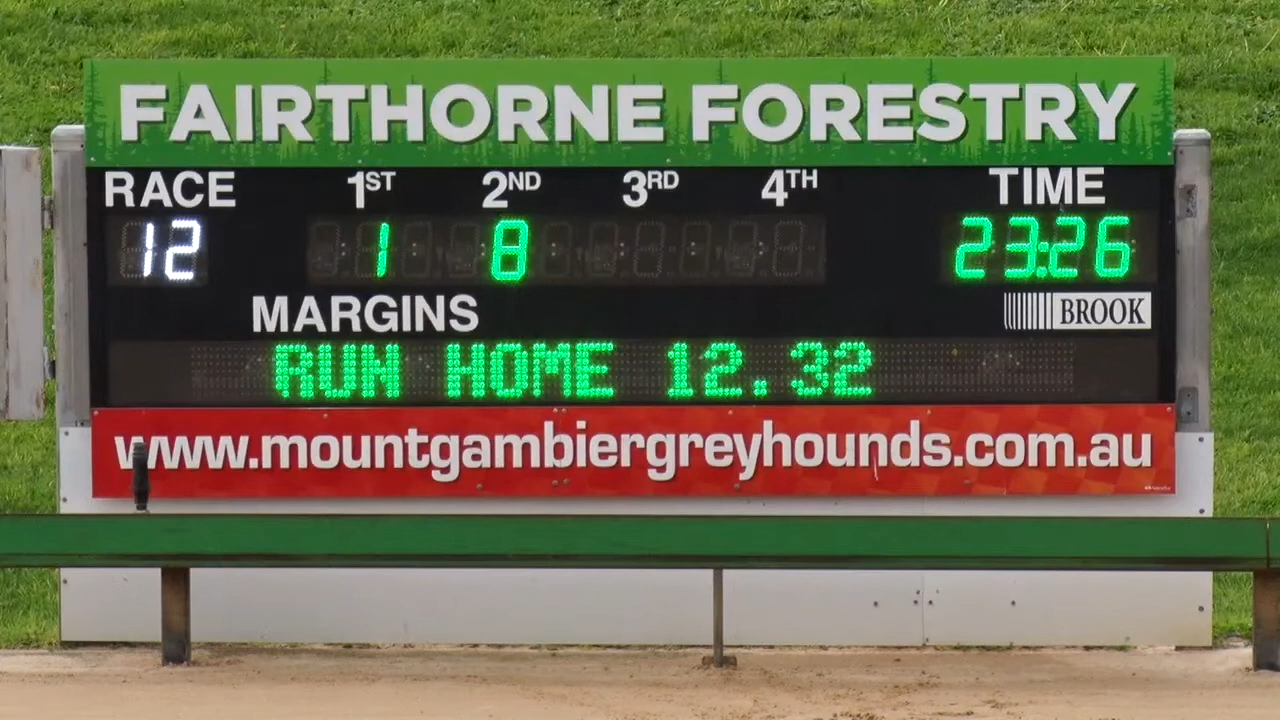 FAIRTHORNE FORESTRY
RACE 1ST 2ND 3RD 4TH TIME
12 1 8 23:26
MARGINS BROOK
RUN HOME 12.32
www.mountgambiergreyhounds.com.au